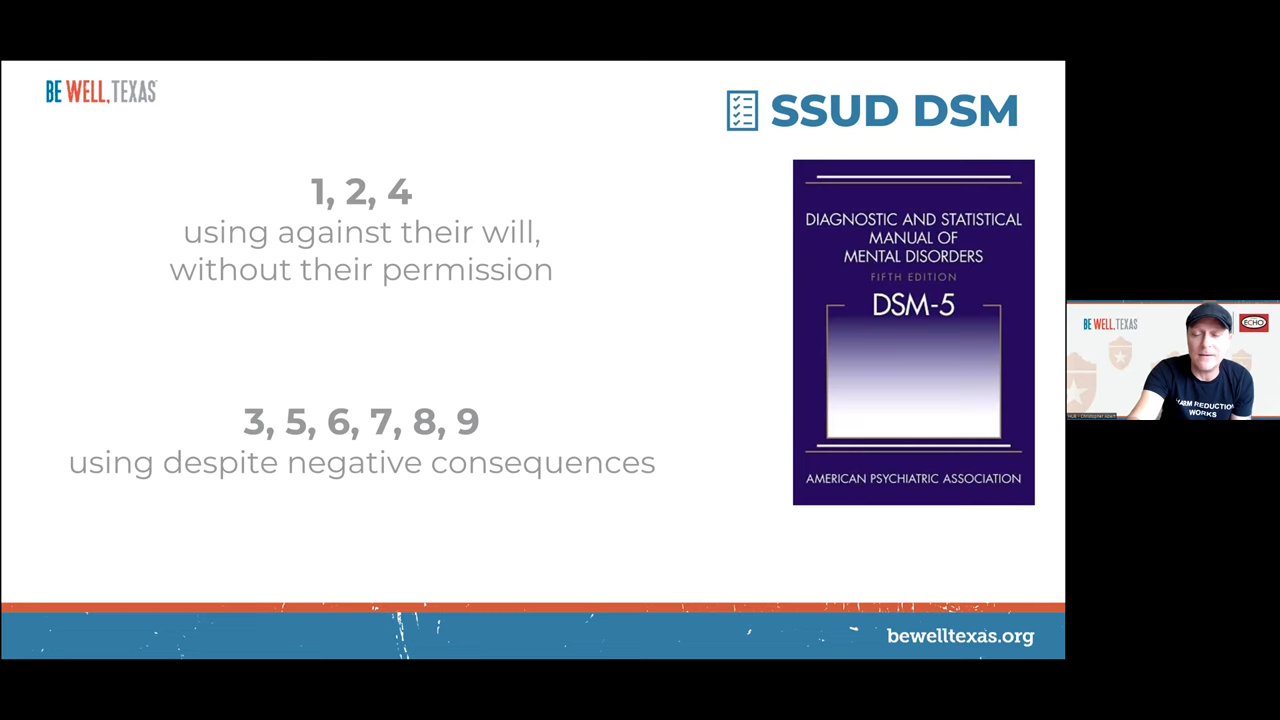 BE WELL, TEXAS
SSUD DSM
1, 2, 4
using against their will,
without their permission
3, 5, 6, 7, 8, 9
using despite negative consequences
DIAGNOSTIC AND STATISTICAL
MANUAL OF
MENTAL DISORDERS
FIFTH EDITION
DSM-5
AMERICAN PSYCHIATRIC ASSOCIATION
bewelltexas.org
BE WELL, TEXAS
ECHO
HARM REDUCTION
WORKS